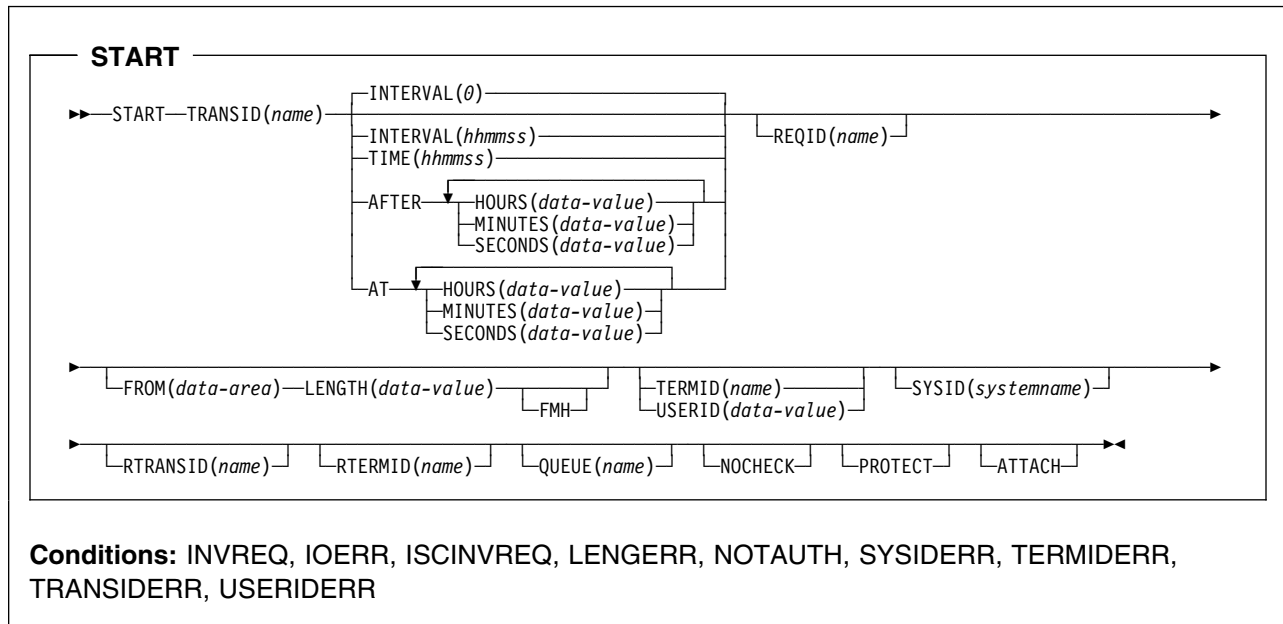 START
INTERVAL(0)
START TRANSID(name) REQID(name)
INTERVAL(hhmmss)
TIME(hhmmss)
AFTER HOURS(data-value)
MINUTES(data-value)
SECONDS(data-value)
AT HOURS(data-value)
MINUTES(data-value)
SECONDS(data-value)
FROM(data-area) LENGTH(data-value) FMH TERMID(name) SYSID(systemname)
USERID(data-value)
RTRANSID(name) RTERMID(name) QUEUE(name) NOCHECK PROTECT ATTACH
Conditions: INVREQ, IOERR, ISCINVREQ, LENGERR, NOTAUTH, SYSIDERR, TERMIDERR,
TRANSIDERR, USERIDERR